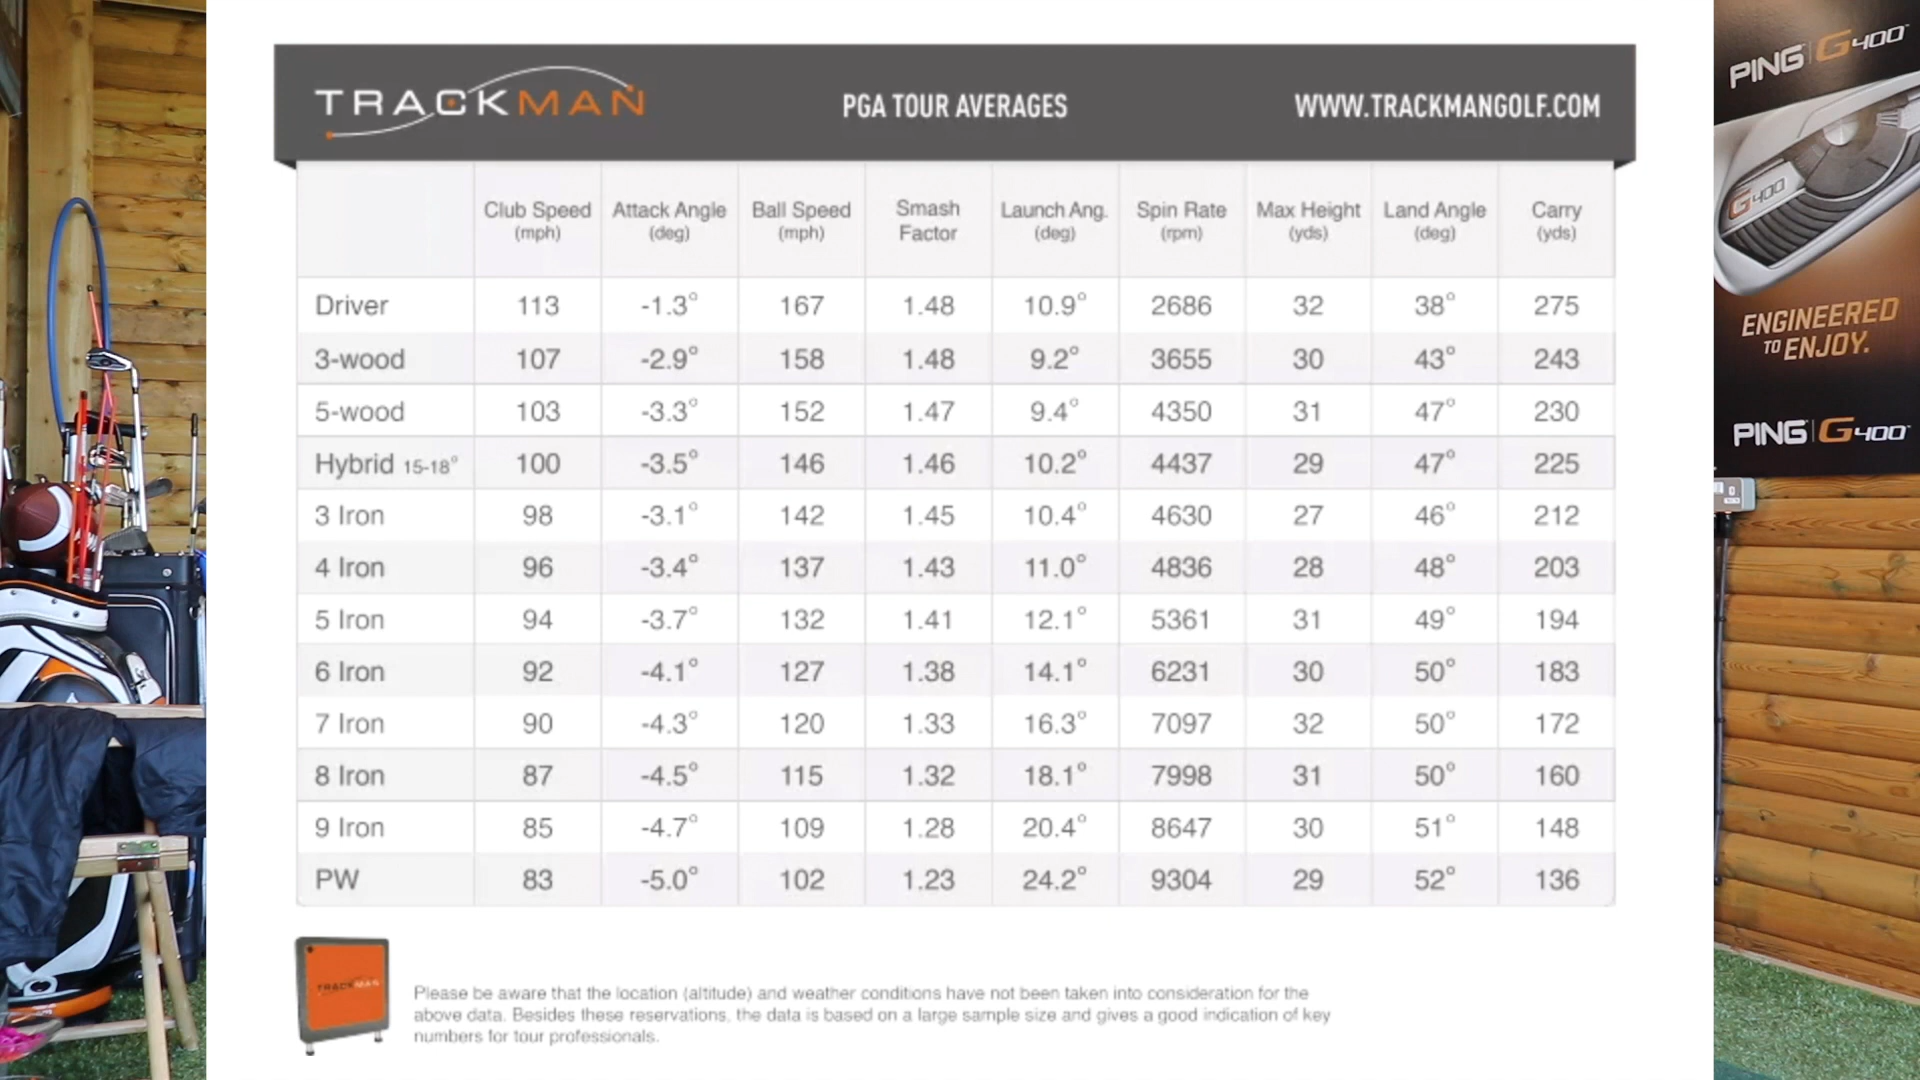 TRACKMAN
PGA TOUR AVERAGES
WWW.TRACKMANGOLF.COM
Club Speed (mph) Attack Angle (deg) Ball Speed (mph) Smash Factor Launch Ang. (deg) Spin Rate (rpm) Max Height (yds) Land Angle (deg) Carry (yds)
Driver 113 -1.3° 167 1.48 10.9° 2686 32 38° 275
3-wood 107 -2.9° 158 1.48 9.2° 3655 30 43° 243
5-wood 103 -3.3° 152 1.47 9.4° 4350 31 47° 230
Hybrid 15-18° 100 -3.5° 146 1.46 10.2° 4437 29 47° 225
3 Iron 98 -3.1° 142 1.45 10.4° 4630 27 46° 212
4 Iron 96 -3.4° 137 1.43 11.0° 4836 28 48° 203
5 Iron 94 -3.7° 132 1.41 12.1° 5361 31 49° 194
6 Iron 92 -4.1° 127 1.38 14.1° 6231 30 50° 183
7 Iron 90 -4.3° 120 1.33 16.3° 7097 32 50° 172
8 Iron 87 -4.5° 115 1.32 18.1° 7998 31 50° 160
9 Iron 85 -4.7° 109 1.28 20.4° 8647 30 51° 148
PW 83 -5.0° 102 1.23 24.2° 9304 29 52° 136
TRACKMAN
Please be aware that the location (altitude) and weather conditions have not been taken into consideration for the
above data. Besides these reservations, the data is based on a large sample size and gives a good indication of key
numbers for tour professionals.
PING G400
G400
ENGINEERED
TO ENJOY.
PING G400